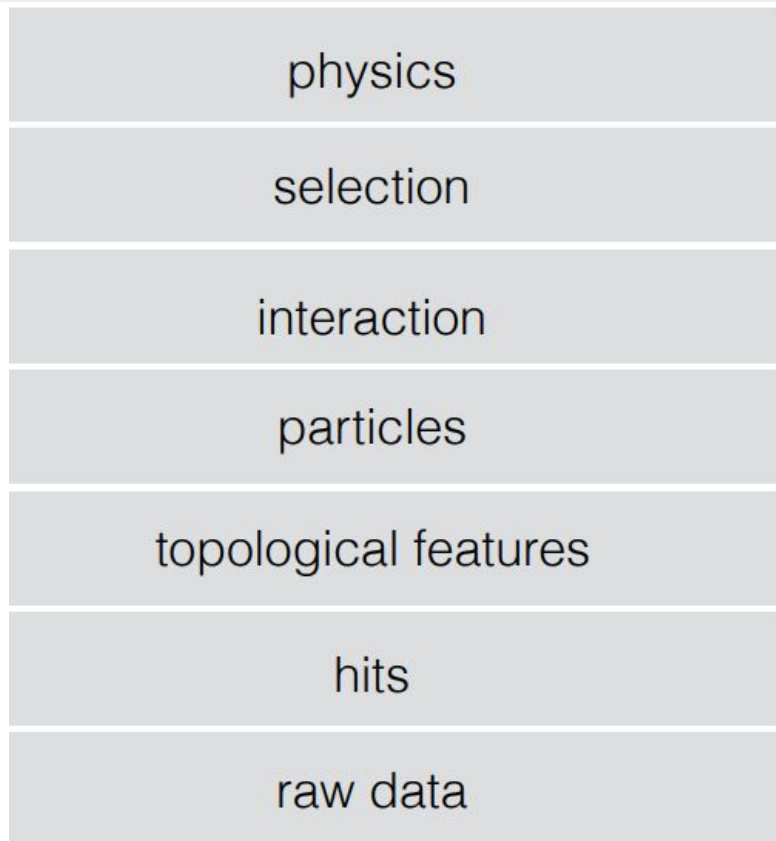 physics
selection
interaction
particles
topological features
hits
raw data